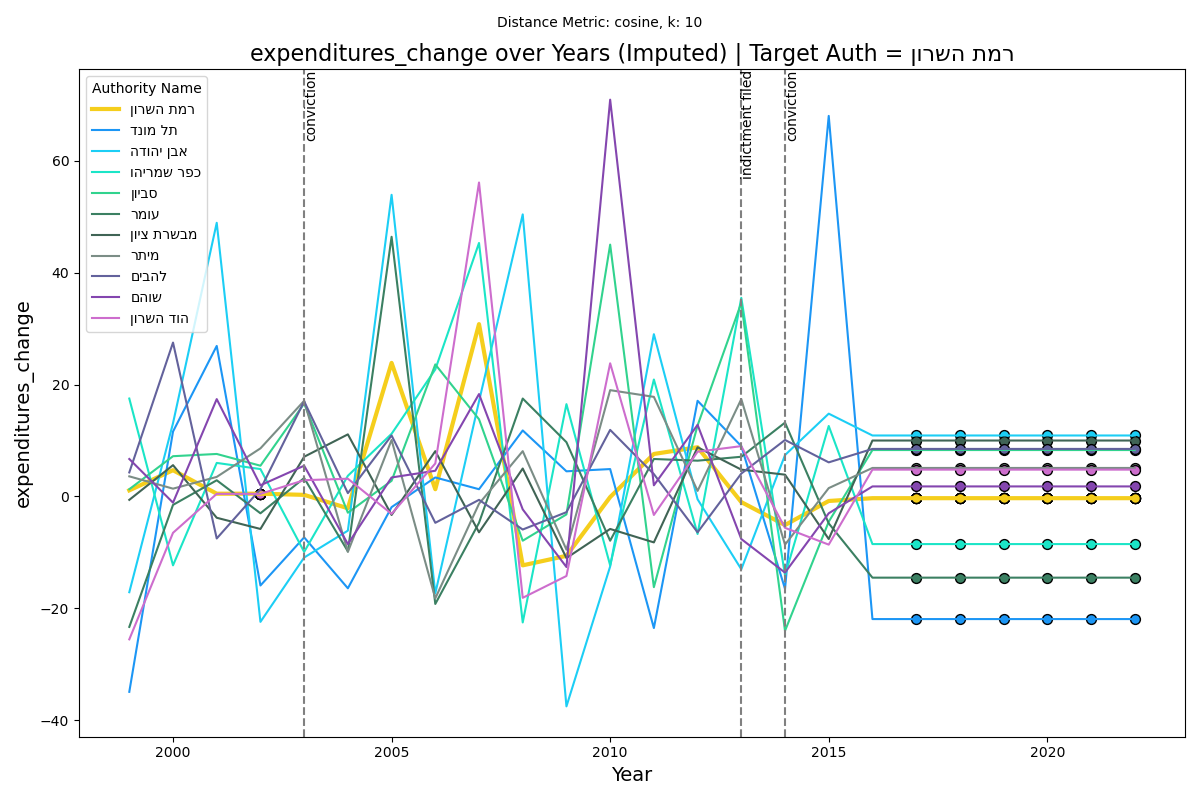 Distance Metric: cosine, k: 10
expenditures_change over Years (Imputed) | Target Auth = רמת השרון
Authority Name
רמת השרון
תל מונד
אבן יהודה
כפר שמריהו
סביון
עומר
מבשרת ציון
מיתר
להבים
שוהם
הוד השרון
conviction
indictment filed
conviction
expenditures_change
60
40
20
0
−20
−40
2000
2005
2010
2015
2020
Year